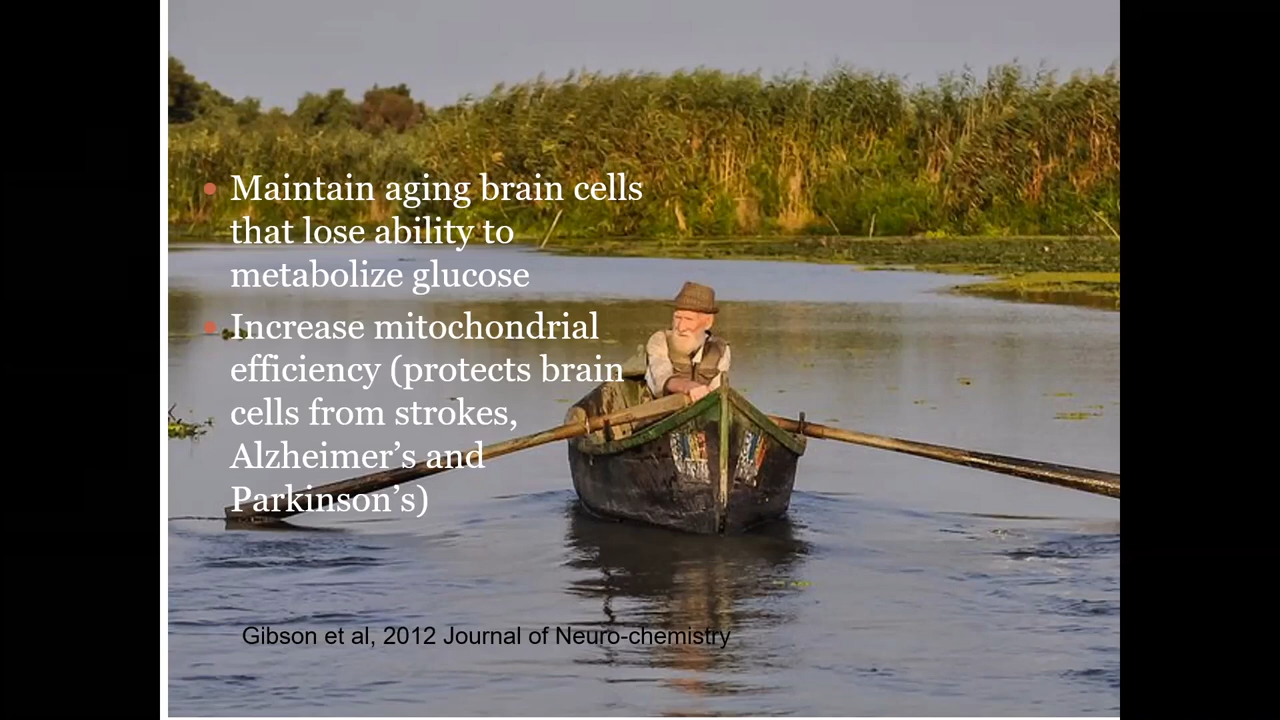 • Maintain aging brain cells
that lose ability to
metabolize glucose
• Increase mitochondrial
efficiency (protects brain
cells from strokes,
Alzheimer’s and
Parkinson’s)
Gibson et al, 2012 Journal of Neuro-chemistry